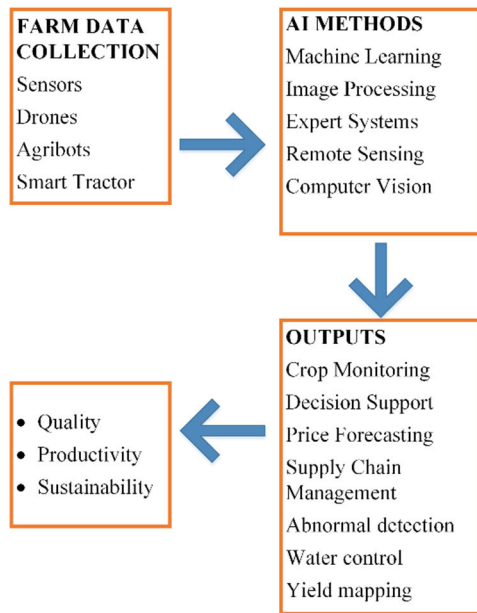 FARM DATA
COLLECTION
Sensors
Drones
Agribots
Smart Tractor
AI METHODS
Machine Learning
Image Processing
Expert Systems
Remote Sensing
Computer Vision
OUTPUTS
Crop Monitoring
Decision Support
Price Forecasting
Supply Chain
Management
Abnormal detection
Water control
Yield mapping
• Quality
• Productivity
• Sustainability